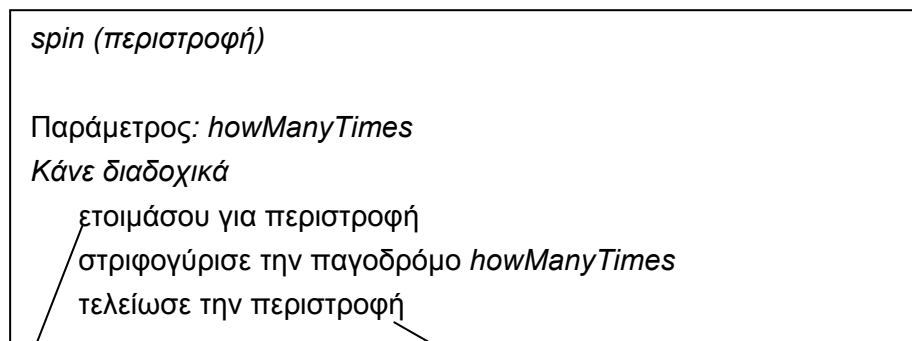 spin (περιστροφή)
Παράμετρος: howManyTimes
Κάνε διαδοχικά
ετοιμάσου για περιστροφή
στριφογύρισε την παγοδρόμο howManyTimes
τελείωσε την περιστροφή